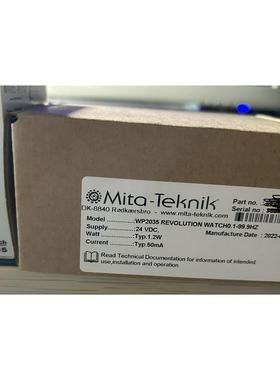 Mita-Teknik
Part no.
DK-8840 Rødkærsbro - www.mita-teknik.com
Serial no :
Model :WP2035 REVOLUTION WATCH0.1-99.9HZ
Supply :24 VDC,
Manufacture Date : 2022-
Watt :Typ.1.2W
Current :Typ.50mA
Read Technical Documentation for information of intended
use,installation and operation